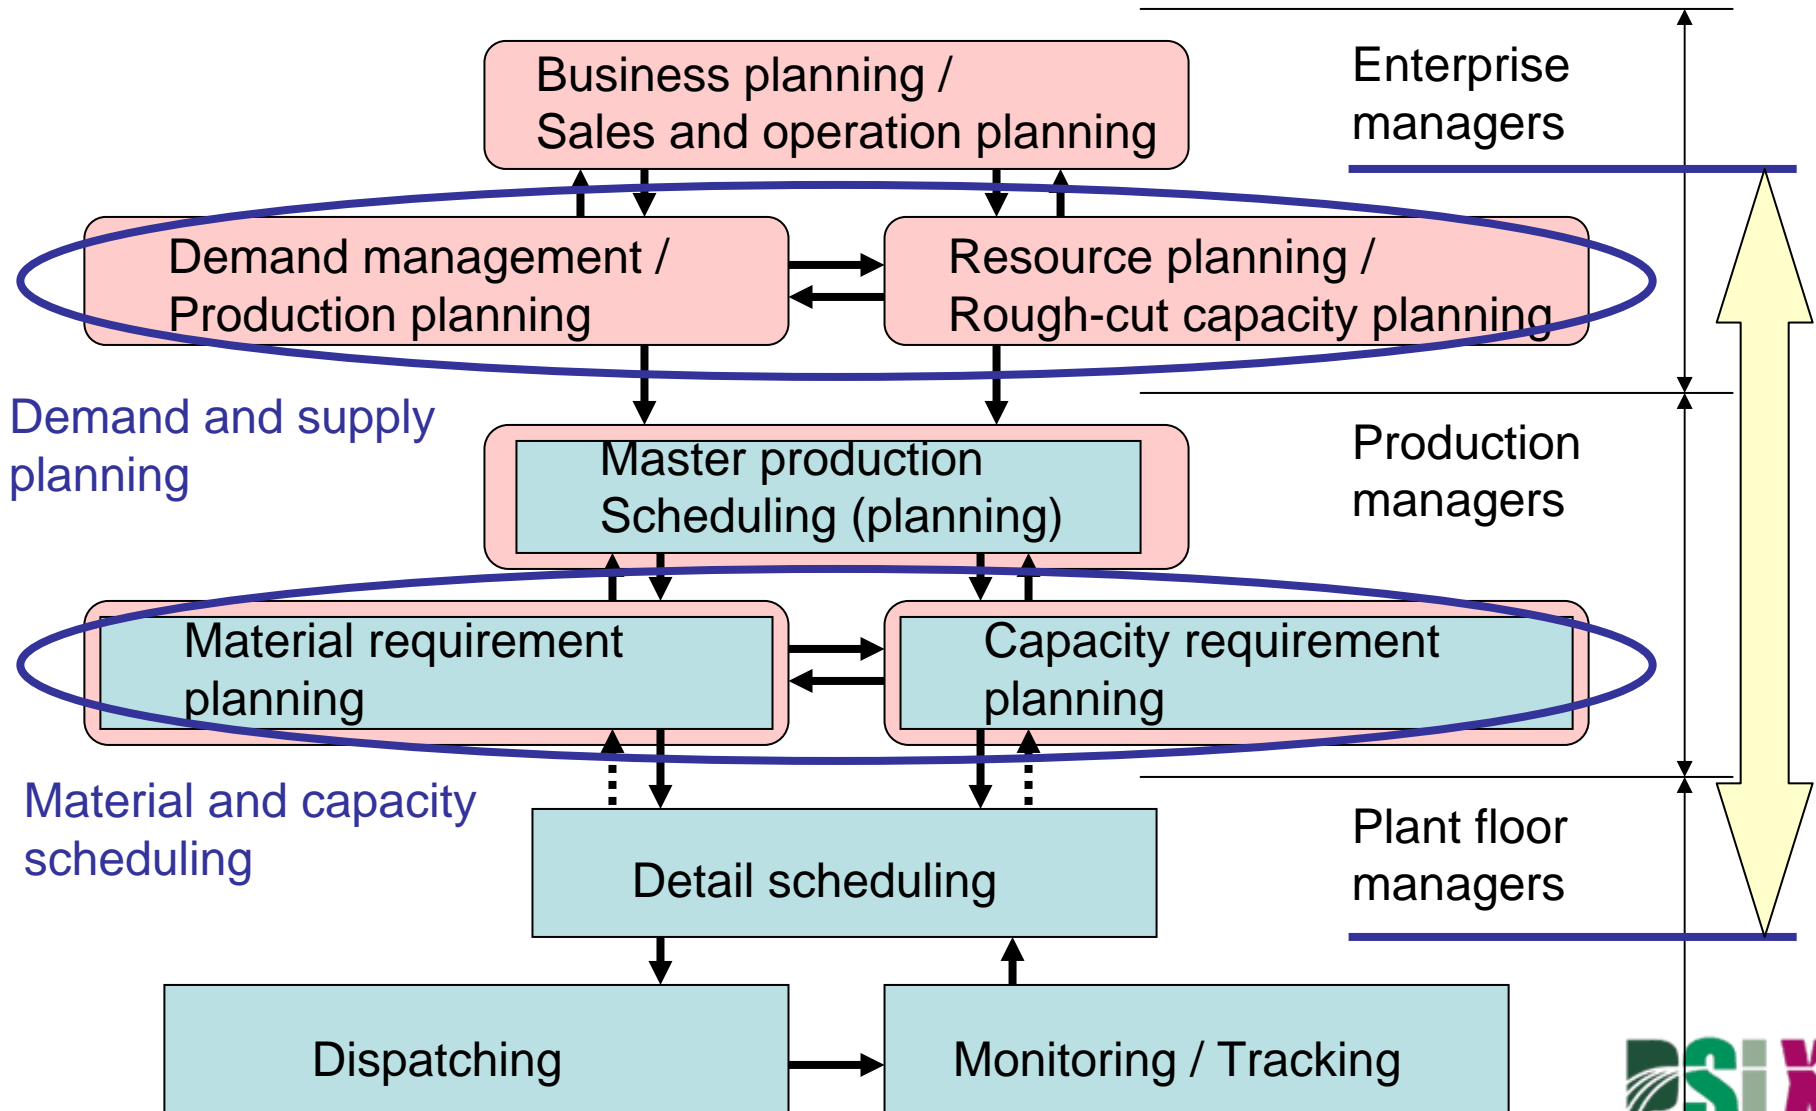 Business planning /
Sales and operation planning
Enterprise
managers
Demand management /
Production planning
Resource planning /
Rough-cut capacity planning
Demand and supply
planning
Master production
Scheduling (planning)
Production
managers
Material requirement
planning
Capacity requirement
planning
Material and capacity
scheduling
Detail scheduling
Plant floor
managers
Dispatching
Monitoring / Tracking
PSLX